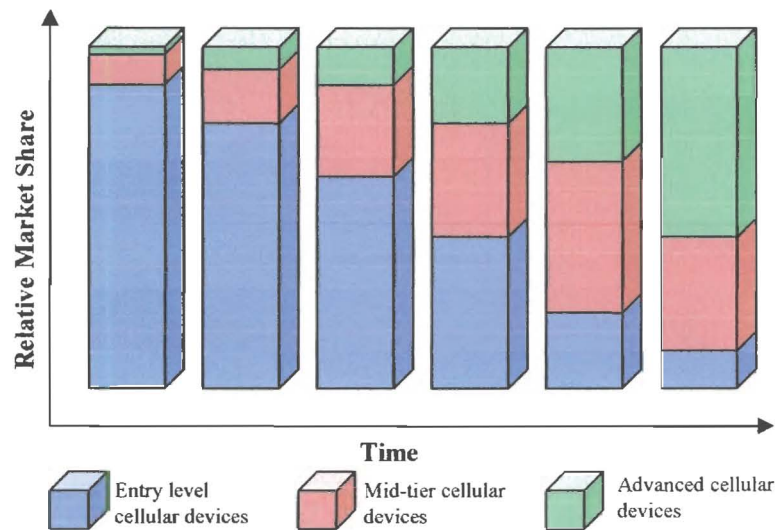 Relative Market Share
Time
Entry level
cellular devices
Mid-tier cellular
devices
Advanced cellular
devices